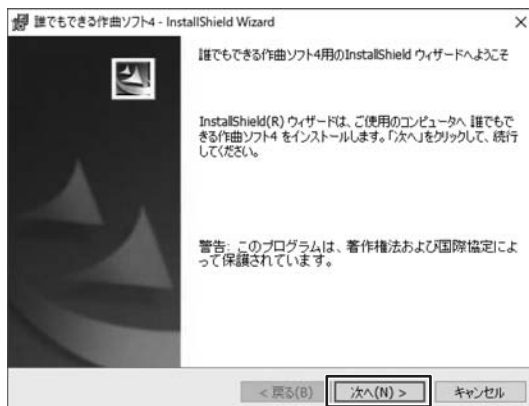 誰でもできる作曲ソフト4 - InstallShield Wizard
誰でもできる作曲ソフト4用のInstallShield ウィザードへようこそ
InstallShield(R) ウィザードは、ご使用のコンピュータへ 誰でもで
きる作曲ソフト4 をインストールします。「次へ」をクリックして、続行
してください。
警告: このプログラムは、著作権法および国際協定によ
って保護されています。
< 戻る(B)
次へ(N) >
キャンセル